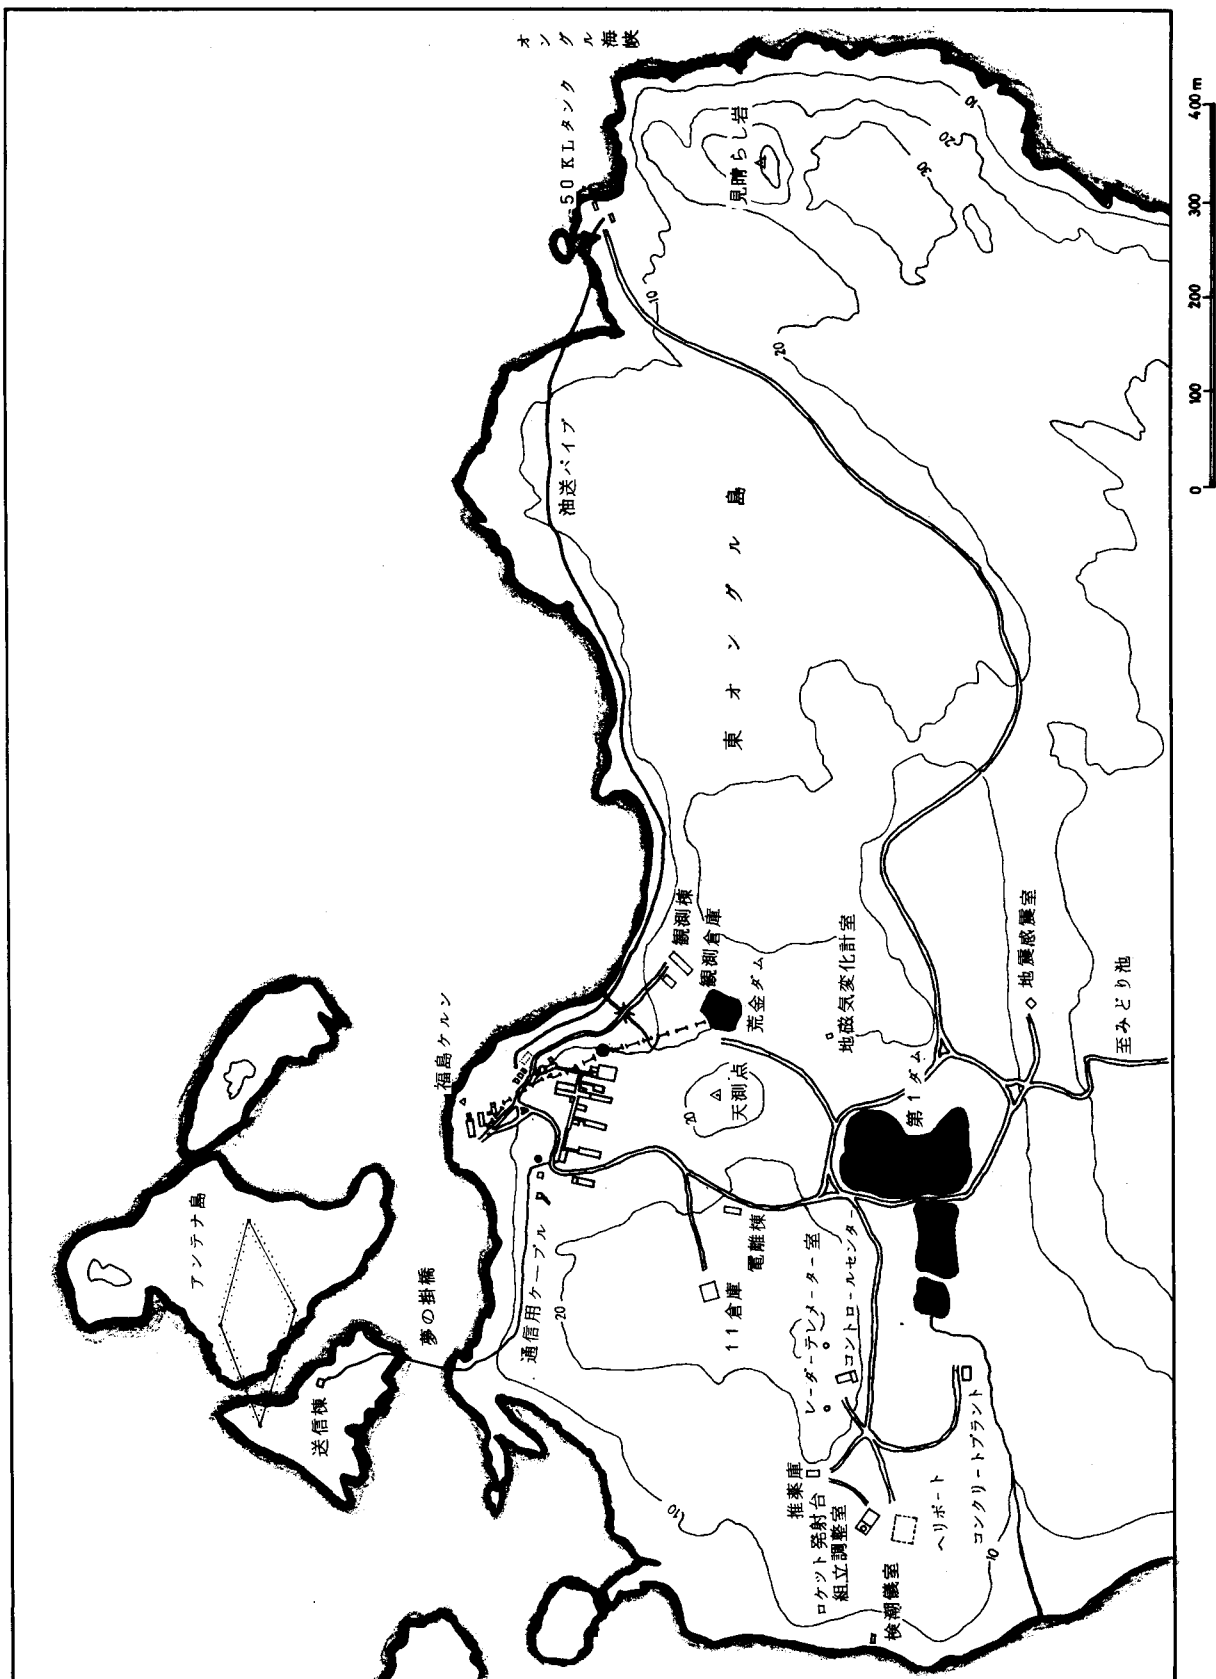 オングル海峡
50KLタンク
見晴らし岩
10
20
30
10
20
油送パイプ
東オングル島
観測棟
観測倉庫
荒金ダム
地磁気変化計室
地震感震室
至みどり池
福島ケルン
天測点
20
第1ダム
アンテナ島
夢の掛橋
送信棟
通信用ケーブル
20
電離棟
11倉庫
レーダーテレメーター室
コントロールセンター
推薬庫
ロケット発射台
組立調整室
検潮儀室
ヘリポート
コンクリートプラント
10
10
0 100 200 300 400m